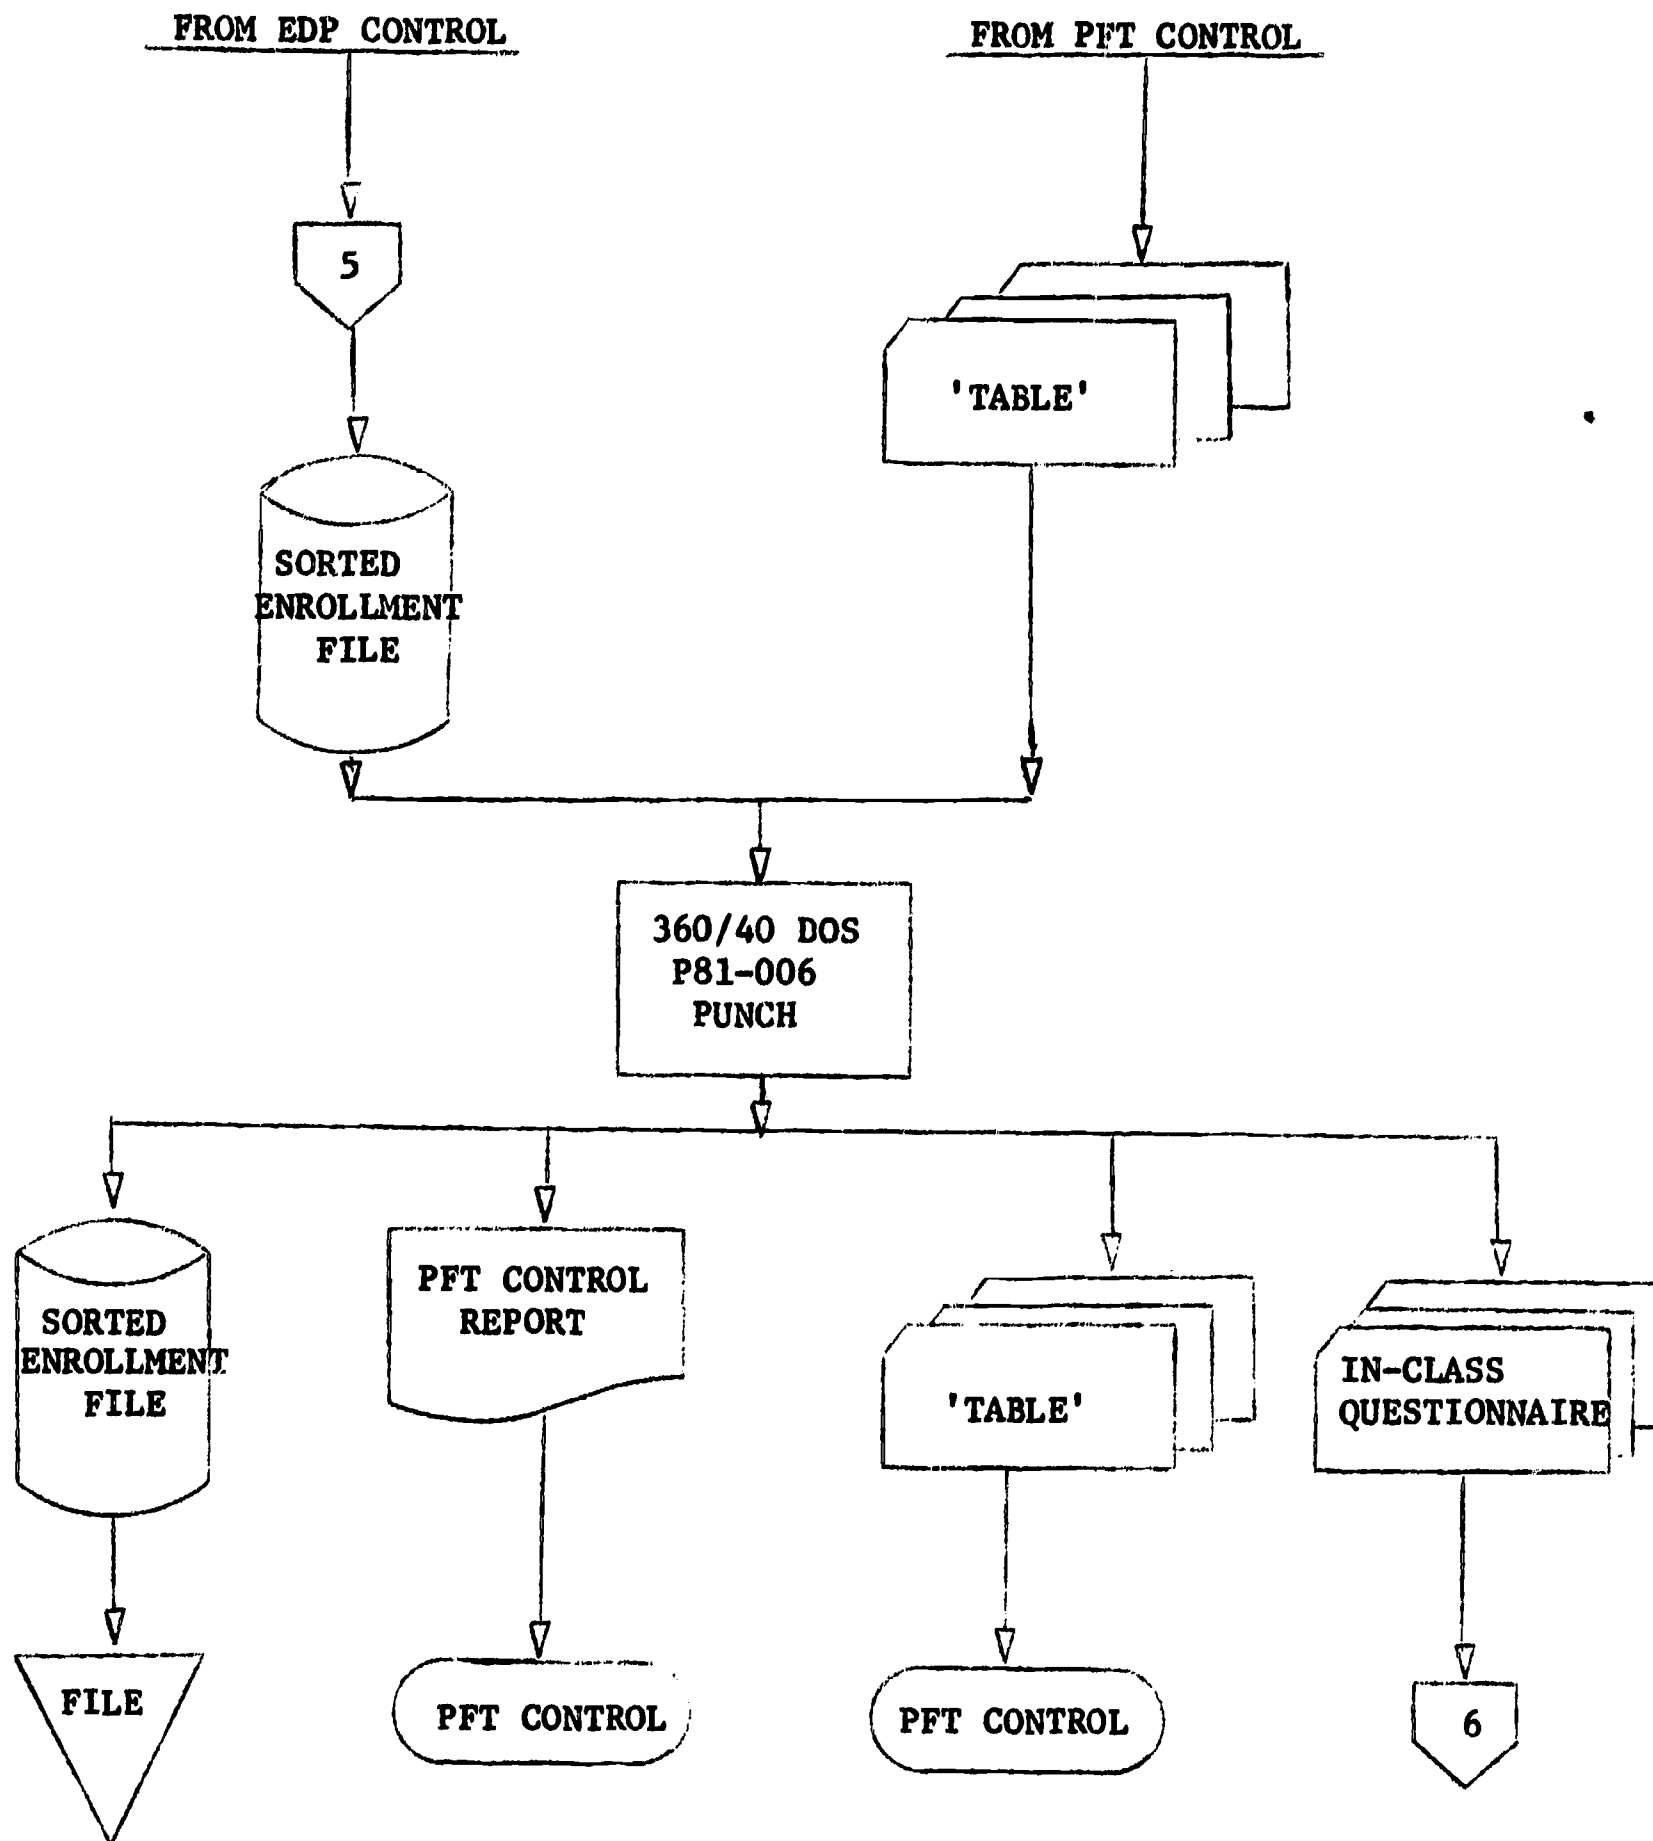 FROM EDP CONTROL
FROM PFT CONTROL
5
'TABLE'
SORTED
ENROLLMENT
FILE
360/40 DOS
P81-006
PUNCH
SORTED
ENROLLMENT
FILE
PFT CONTROL
REPORT
'TABLE'
IN-CLASS
QUESTIONNAIRE
FILE
PFT CONTROL
PFT CONTROL
6